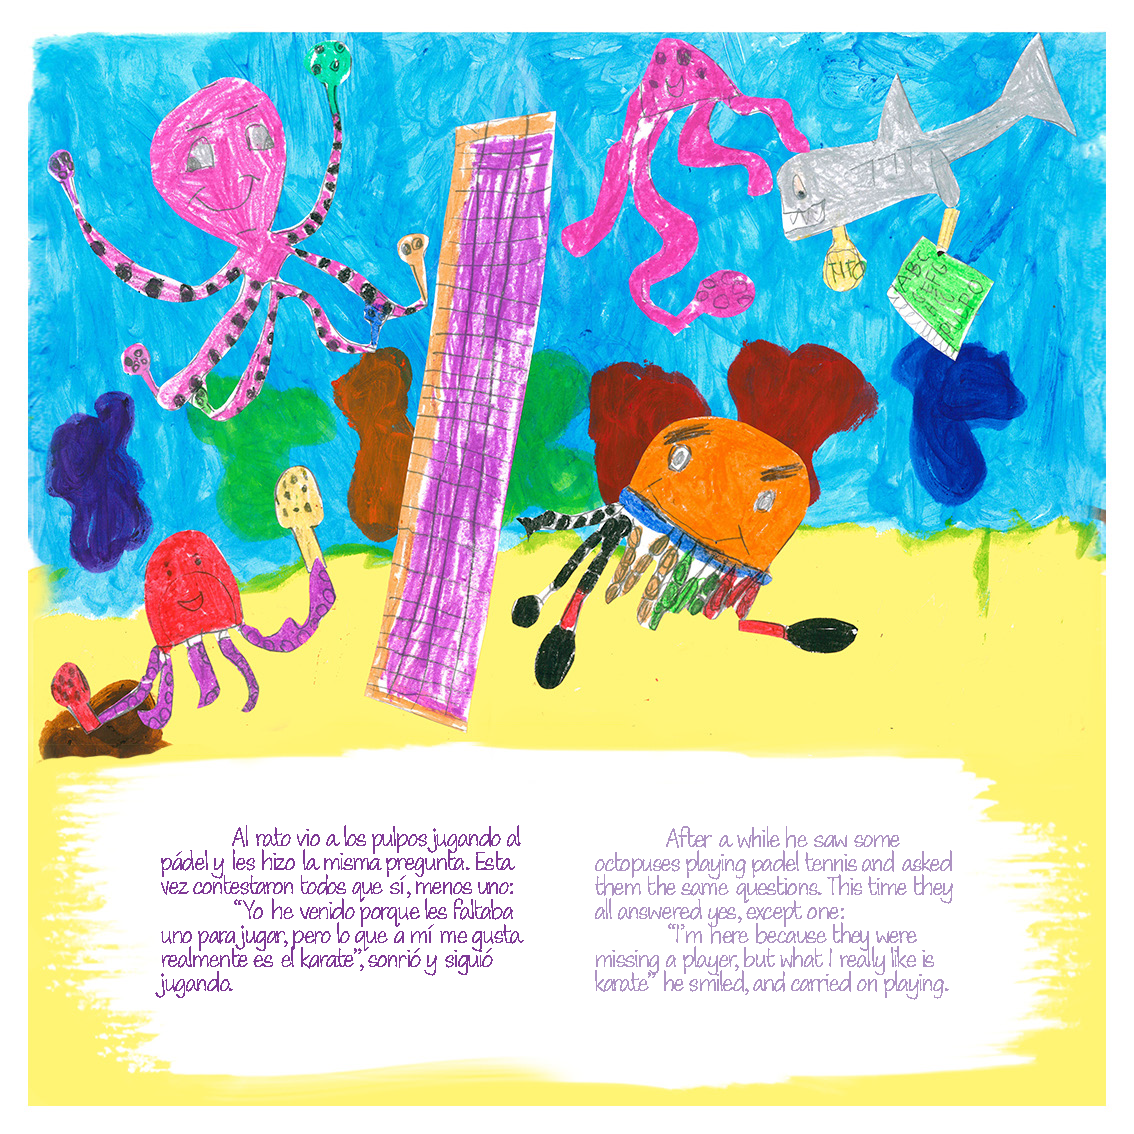 TITO
Al rato vio a los pulpos jugando al
pádel y les hizo la misma pregunta. Esta
vez contestaron todos que sí, menos uno:
“Yo he venido porque les faltaba
uno para jugar, pero lo que a mí me gusta
realmente es el karate”, sonrió y siguió
jugando.
After a while he saw some
octopuses playing padel tennis and asked
them the same questions. This time they
all answered yes, except one:
“I’m here because they were
missing a player, but what I really like is
karate” he smiled, and carried on playing.